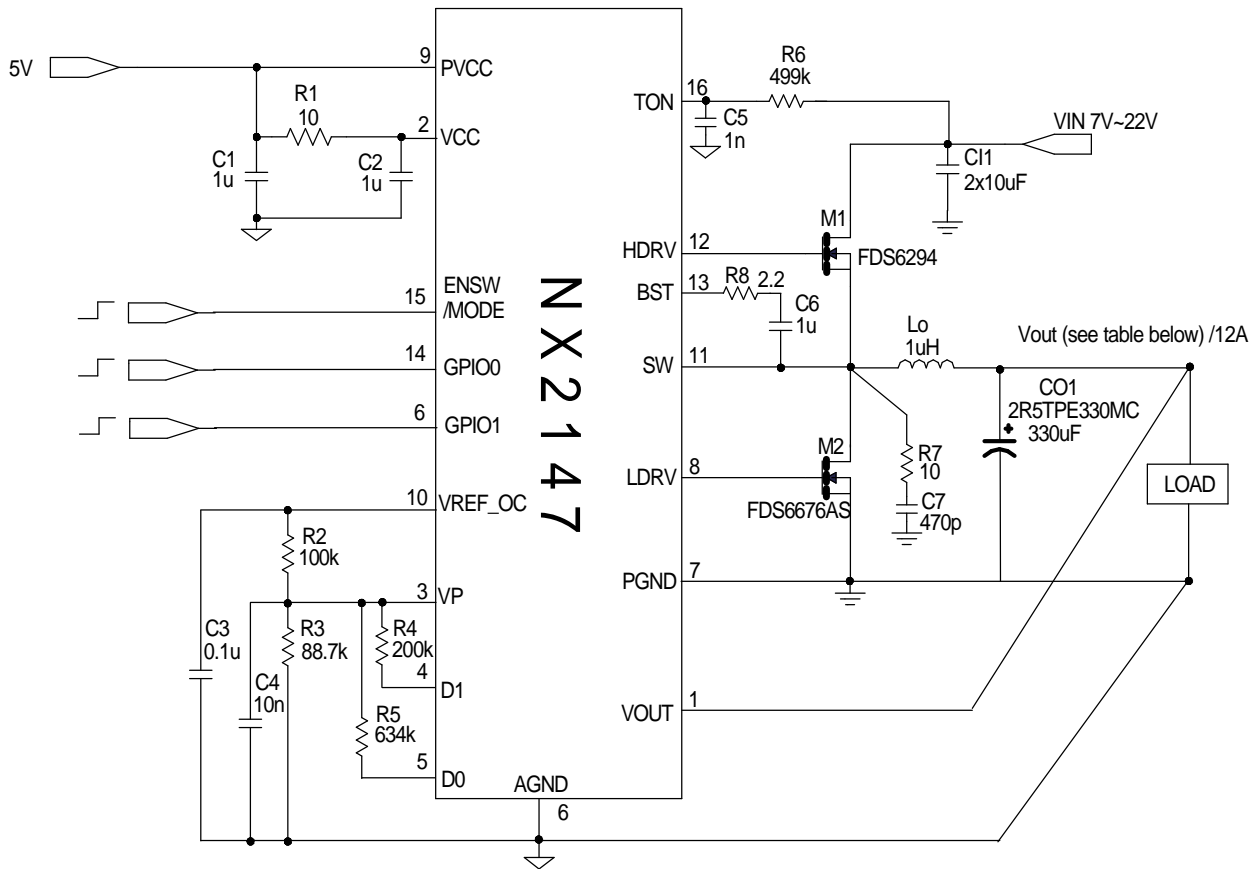 5V
9
PVCC
R1
10
2
VCC
C1
1u
C2
1u
ENSW
/MODE
15
14
GPIO0
6
GPIO1
10
VREF_OC
R2
100k
3
VP
C3
0.1u
R3
88.7k
R4
200k
4
D1
C4
10n
R5
634k
5
D0
AGND
6
NX2147
TON
16
R6
499k
C5
1n
VIN 7V~22V
CI1
2x10uF
M1
HDRV
12
FDS6294
BST
13
R8
2.2
C6
1u
SW
11
Lo
1uH
Vout (see table below) /12A
CO1
2R5TPE330MC
+
330uF
M2
LDRV
8
FDS6676AS
R7
10
C7
470p
LOAD
PGND
7
VOUT
1